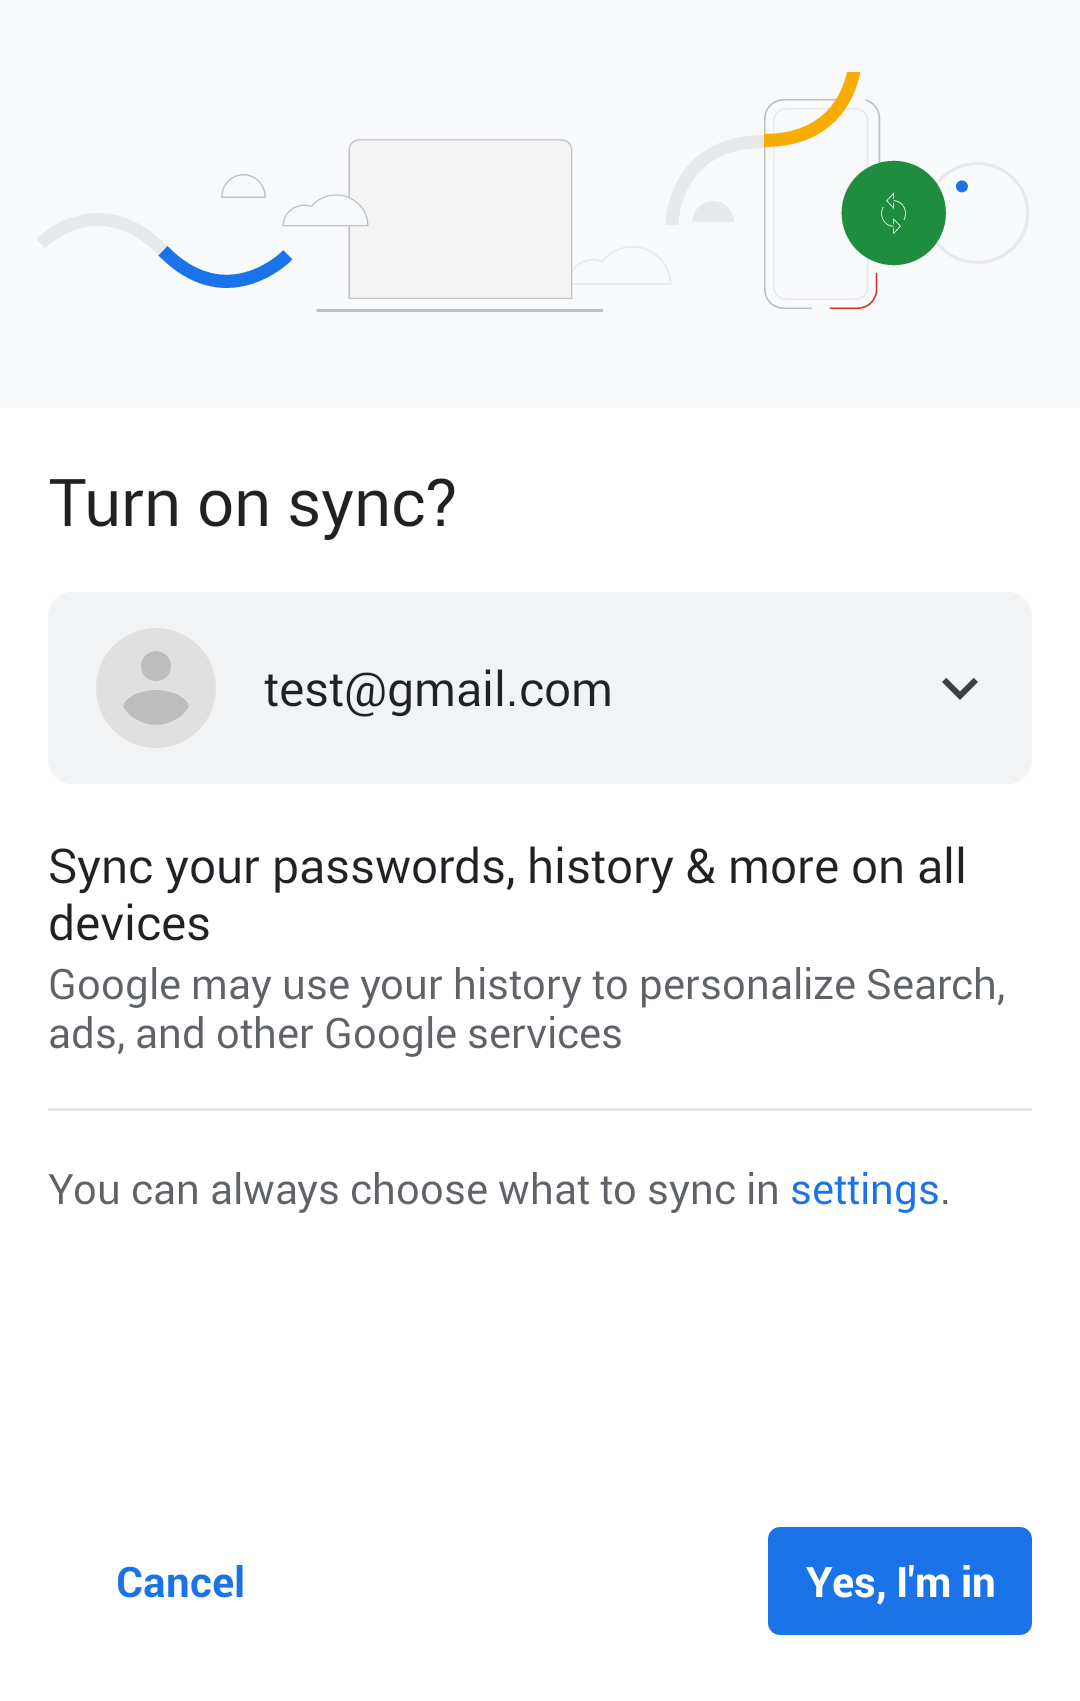 Turn on sync?
test@gmail.com
Sync your passwords, history & more on all
devices
Google may use your history to personalize Search,
ads, and other Google services
You can always choose what to sync in settings.
Cancel
Yes, I'm in